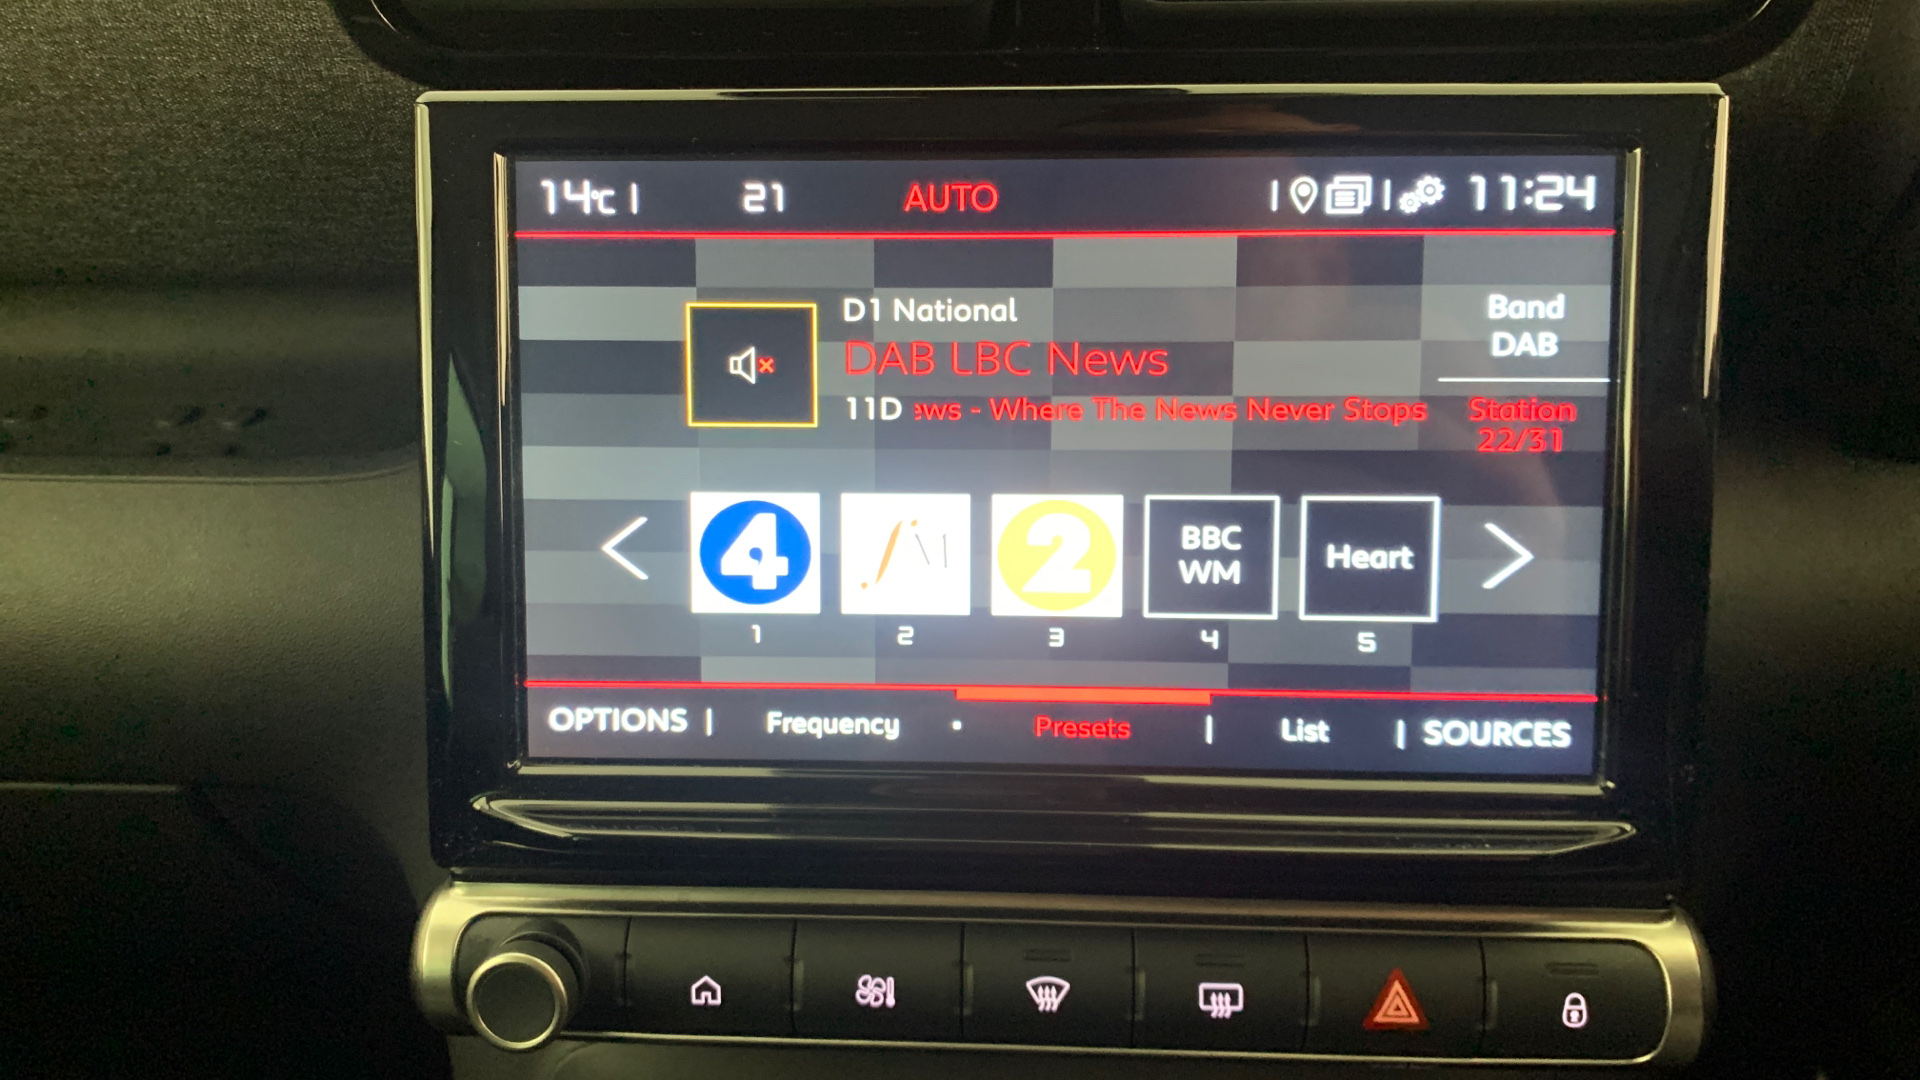 14°C 21 AUTO 11:24
D1 National
DAB LBC News
11D ews - Where The News Never Stops
Band
DAB
Station
22/31
4
2
BBC
WM
Heart
1 2 3 4 5
OPTIONS Frequency Presets List SOURCES